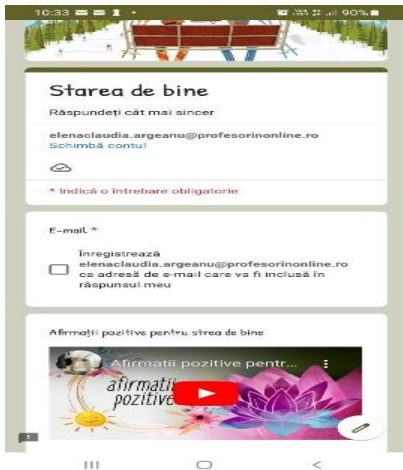 10:33
90%
Starea de bine
Răspundeți cât mai sincer
elenaclaudia.argeanu@profesorinonline.ro
Schimbă contul
* Indică o întrebare obligatorie
E-mail *
Înregistrează
elenaclaudia.argeanu@profesorinonline.ro
ca adresă de e-mail care va fi inclusă în
răspunsul meu
Afirmații pozitive pentru strea de bine
Afirmatii pozitive pentr...
afirmatii
pozitive